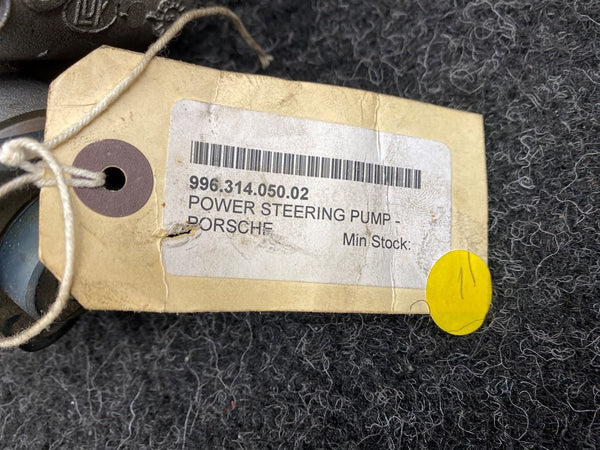 996.314.050.02
POWER STEERING PUMP -
PORSCHE
Min Stock:
1